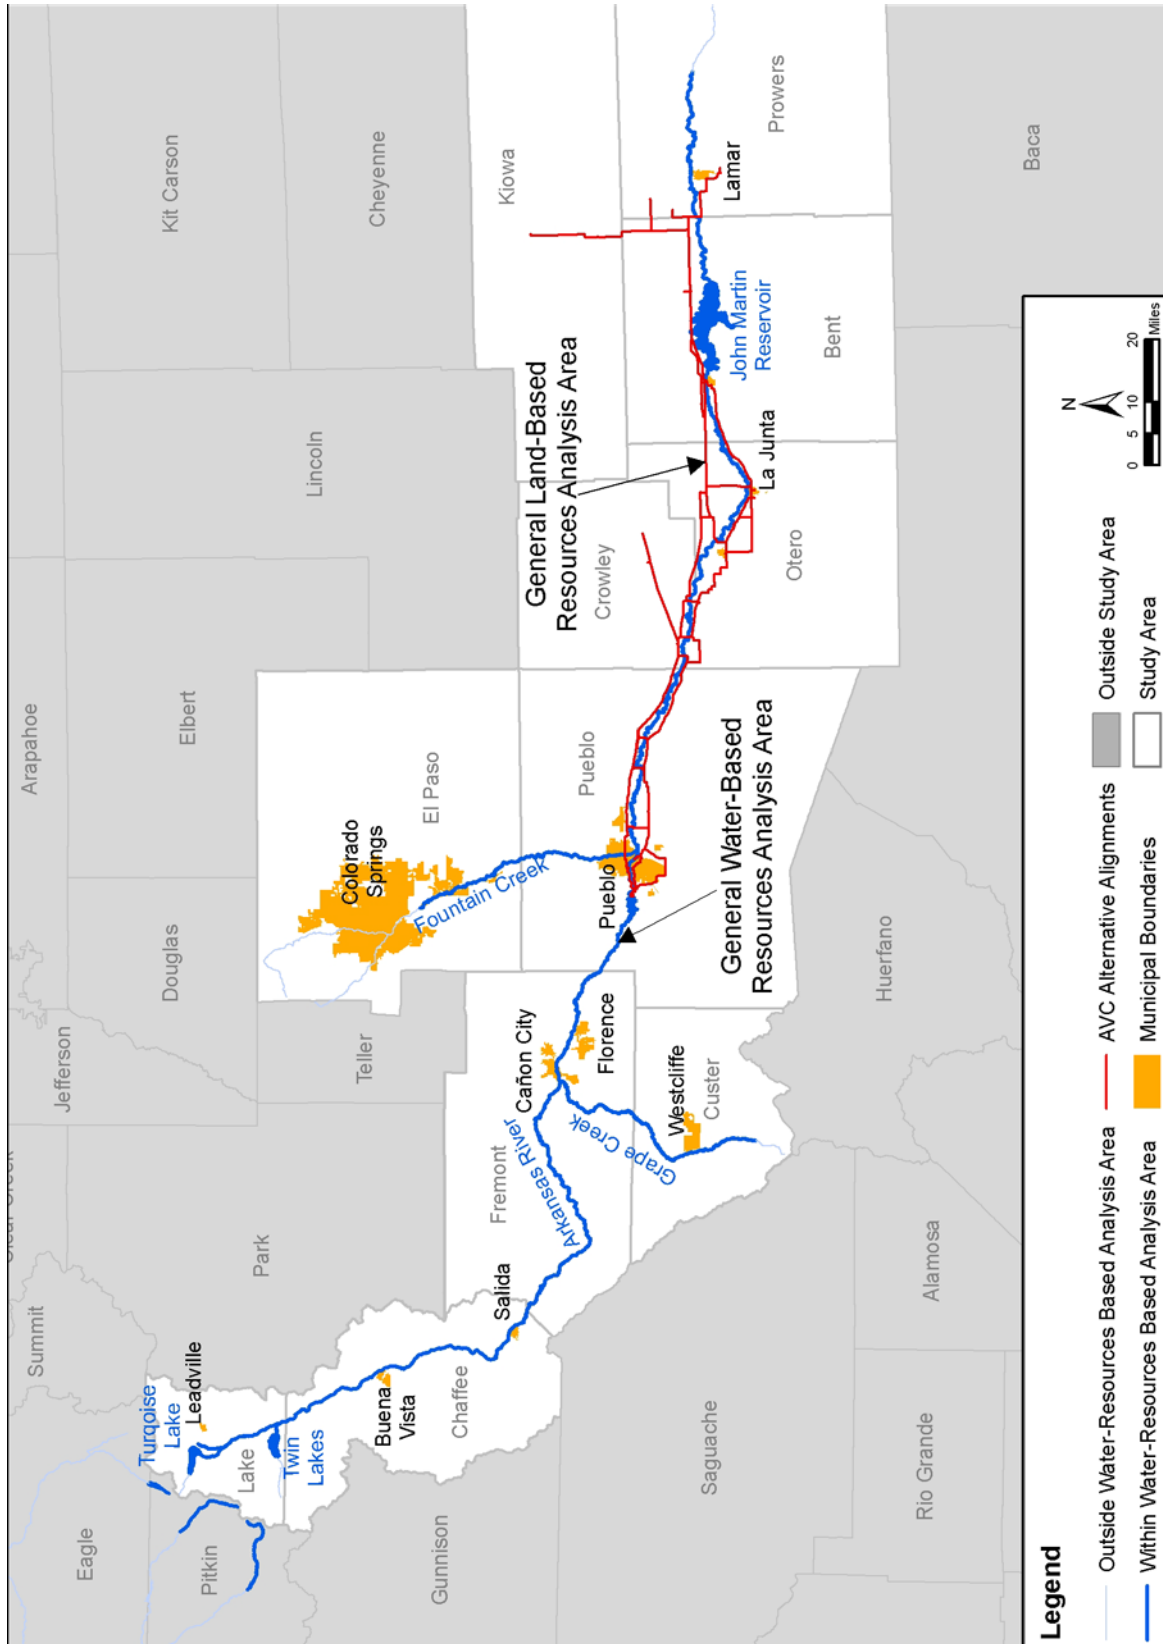 Eagle
Summit
Clear Creek
Jefferson
Arapahoe
Pitkin
Turqoise
Lake
Leadville
Lake
Twin
Lakes
Park
Douglas
Elbert
Kit Carson
Gunnison
Buena
Vista
Chaffee
Salida
Teller
Colorado
Springs
El Paso
Lincoln
Cheyenne
Fremont
Arkansas River
Cañon City
Florence
Fountain Creek
Pueblo
Pueblo
General Land-Based
Resources Analysis Area
Crowley
Kiowa
Grape Creek
Westcliffe
Custer
General Water-Based
Resources Analysis Area
Otero
La Junta
John Martin
Reservoir
Bent
Lamar
Prowers
Saguache
Huerfano
Alamosa
Rio Grande
Baca
Legend
Outside Water-Resources Based Analysis Area
Within Water-Resources Based Analysis Area
AVC Alternative Alignments
Municipal Boundaries
Outside Study Area
Study Area
N
0 5 10 20
Miles